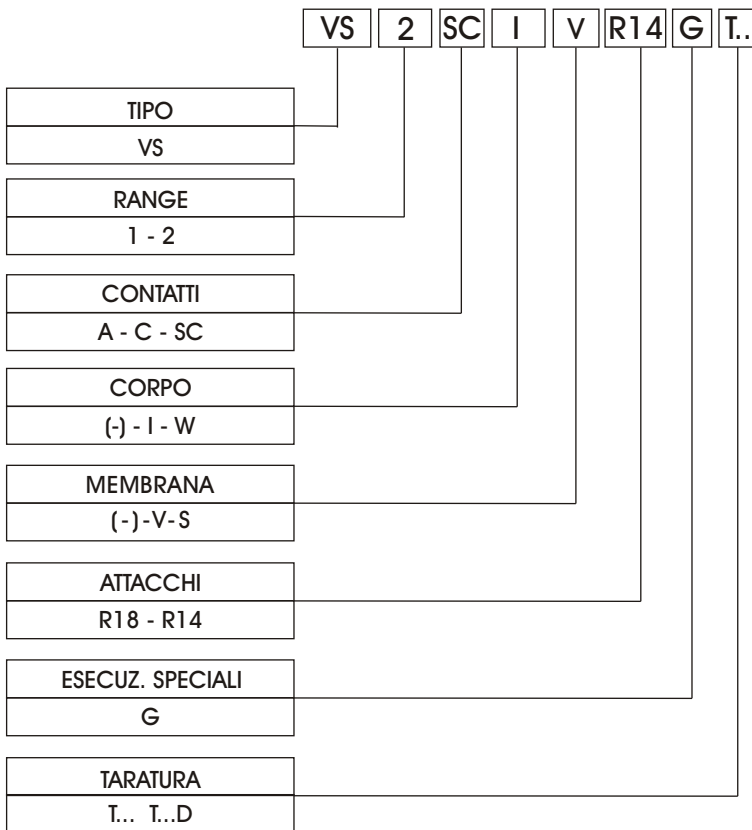 VS 2 SC I V R14 G T..
TIPO
VS
RANGE
1 - 2
CONTATTI
A - C - SC
CORPO
(-) - I - W
MEMBRANA
(-)-V-S
ATTACCHI
R18 - R14
ESECUZ. SPECIALI
G
TARATURA
T... T...D